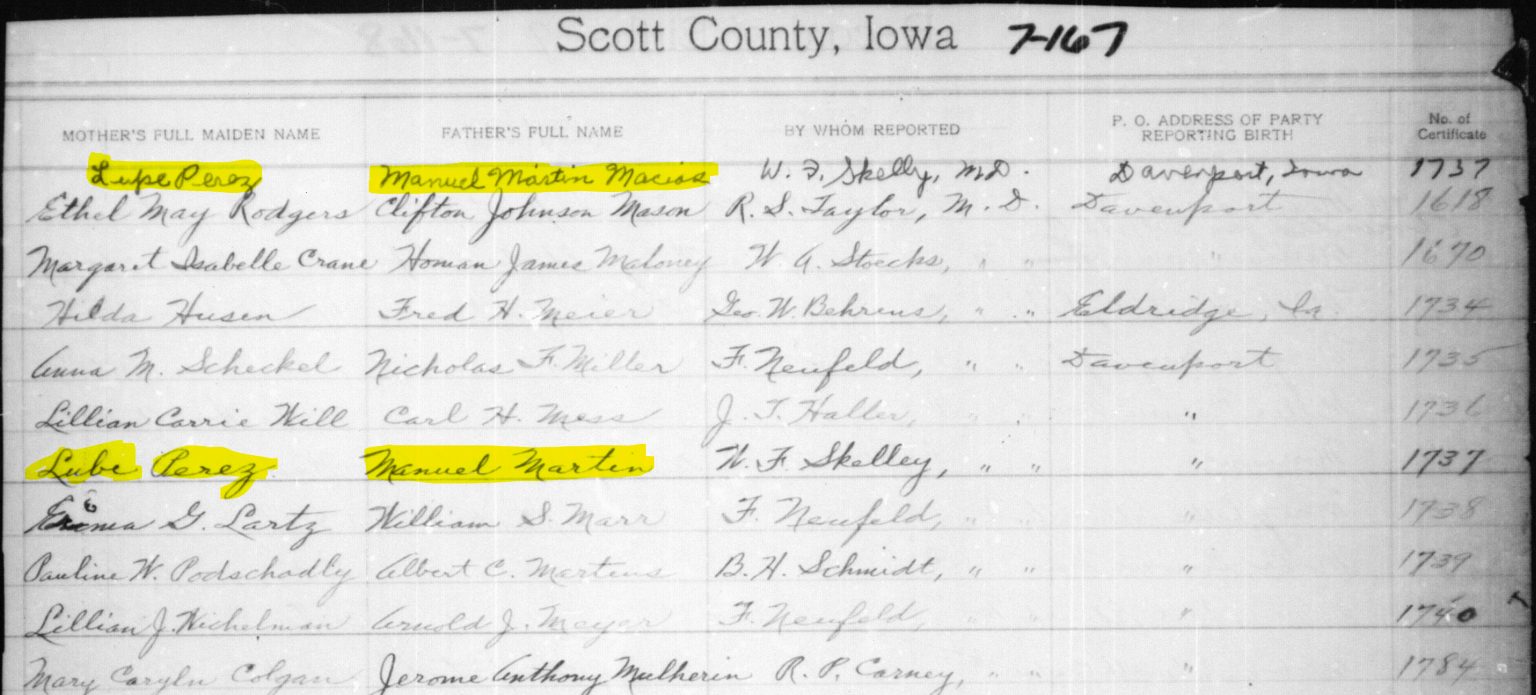 Scott County, Iowa 7-167
MOTHER'S FULL MAIDEN NAME FATHER'S FULL NAME BY WHOM REPORTED P. O. ADDRESS OF PARTY REPORTING BIRTH No. of Certificate
Lupe Perez Manuel Martin Macias W. F. Skelly, M.D. Davenport, Iowa 1737
Ethel May Rodgers Clifton Johnson Mason R. S. Taylor, M. D. Davenport 1618
Margaret Isabelle Crane Homan James Maloney W. A. Stoecks, " " " 1670
Hilda Husen Fred H. Meier Geo. W. Behrens, " " Eldridge, Ia. 1734
Anna M. Scheckel Nicholas F. Miller F. Neufeld, " " Davenport 1735
Lillian Carrie Will Carl H. Mess J. T. Haller, " " " 1736
Lube Perez Manuel Martin W. F. Skelley, " " " 1737
G. Lartz William S. Marr F. Neufeld, " " " 1738
Pauline W. Podschadly Albert C. Martens B. H. Schmidt, " " " 1739
Lillian J. Wichelman Arnold J. Meyer F. Neufeld, " " " 1740
Mary Caryln Colgan Jerome Anthony Mulherin R. P. Carney, " " " 1784